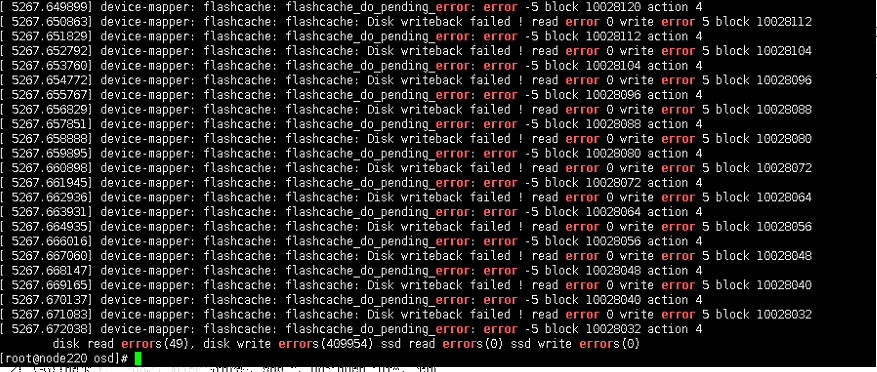 [ 5267.649899] device-mapper: flashcache: flashcache_do_pending_error: error -5 block 10028120 action 4
[ 5267.650863] device-mapper: flashcache: Disk writeback failed ! read error 0 write error 5 block 10028112
[ 5267.651829] device-mapper: flashcache: flashcache_do_pending_error: error -5 block 10028112 action 4
[ 5267.652792] device-mapper: flashcache: Disk writeback failed ! read error 0 write error 5 block 10028104
[ 5267.653760] device-mapper: flashcache: flashcache_do_pending_error: error -5 block 10028104 action 4
[ 5267.654772] device-mapper: flashcache: Disk writeback failed ! read error 0 write error 5 block 10028096
[ 5267.655767] device-mapper: flashcache: flashcache_do_pending_error: error -5 block 10028096 action 4
[ 5267.656829] device-mapper: flashcache: Disk writeback failed ! read error 0 write error 5 block 10028088
[ 5267.657851] device-mapper: flashcache: flashcache_do_pending_error: error -5 block 10028088 action 4
[ 5267.658888] device-mapper: flashcache: Disk writeback failed ! read error 0 write error 5 block 10028080
[ 5267.659895] device-mapper: flashcache: flashcache_do_pending_error: error -5 block 10028080 action 4
[ 5267.660898] device-mapper: flashcache: Disk writeback failed ! read error 0 write error 5 block 10028072
[ 5267.661945] device-mapper: flashcache: flashcache_do_pending_error: error -5 block 10028072 action 4
[ 5267.662936] device-mapper: flashcache: Disk writeback failed ! read error 0 write error 5 block 10028064
[ 5267.663931] device-mapper: flashcache: flashcache_do_pending_error: error -5 block 10028064 action 4
[ 5267.664935] device-mapper: flashcache: Disk writeback failed ! read error 0 write error 5 block 10028056
[ 5267.666016] device-mapper: flashcache: flashcache_do_pending_error: error -5 block 10028056 action 4
[ 5267.667060] device-mapper: flashcache: Disk writeback failed ! read error 0 write error 5 block 10028048
[ 5267.668147] device-mapper: flashcache: flashcache_do_pending_error: error -5 block 10028048 action 4
[ 5267.669165] device-mapper: flashcache: Disk writeback failed ! read error 0 write error 5 block 10028040
[ 5267.670137] device-mapper: flashcache: flashcache_do_pending_error: error -5 block 10028040 action 4
[ 5267.671083] device-mapper: flashcache: Disk writeback failed ! read error 0 write error 5 block 10028032
[ 5267.672038] device-mapper: flashcache: flashcache_do_pending_error: error -5 block 10028032 action 4
disk read errors(49), disk write errors(409954) ssd read errors(0) ssd write errors(0)
[root@node220 osd]#